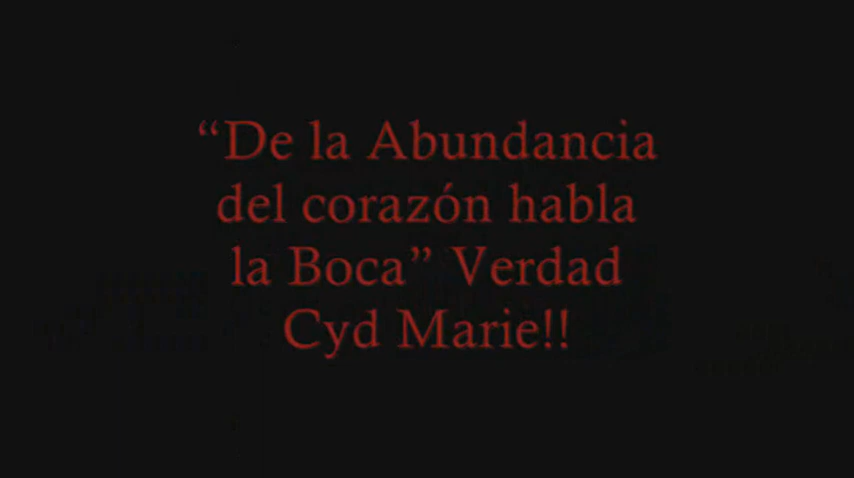 “De la Abundancia
del corazón habla
la Boca” Verdad
Cyd Marie!!